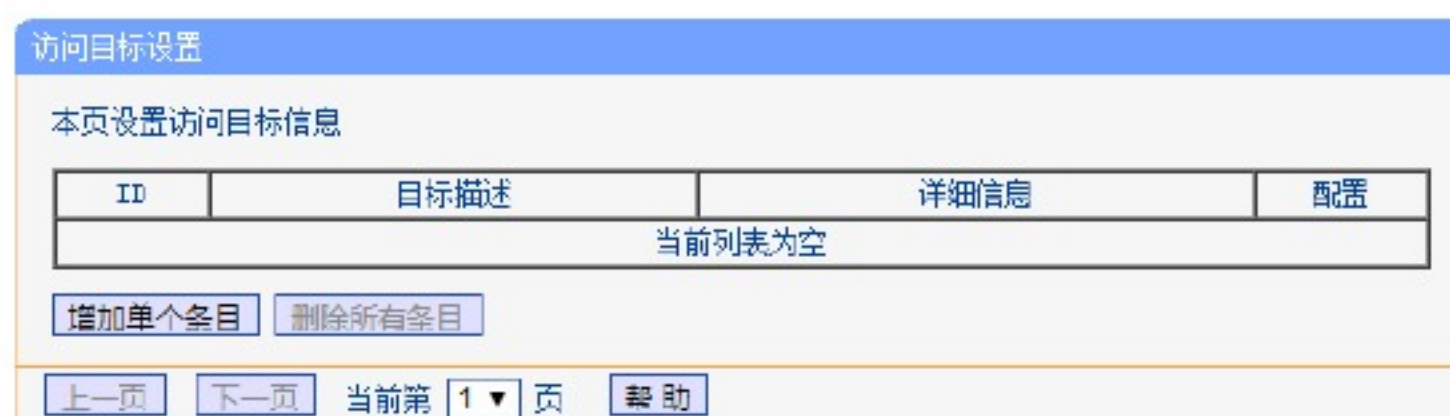 访问目标设置
本页设置访问目标信息
ID 目标描述 详细信息 配置
当前列表为空
增加单个条目 删除所有条目
上一页 下一页 当前第 1 页 帮助